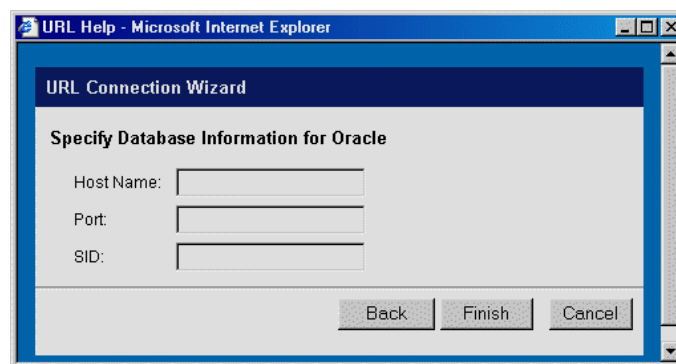 URL Help - Microsoft Internet Explorer
URL Connection Wizard
Specify Database Information for Oracle
Host Name:
Port:
SID:
Back Finish Cancel